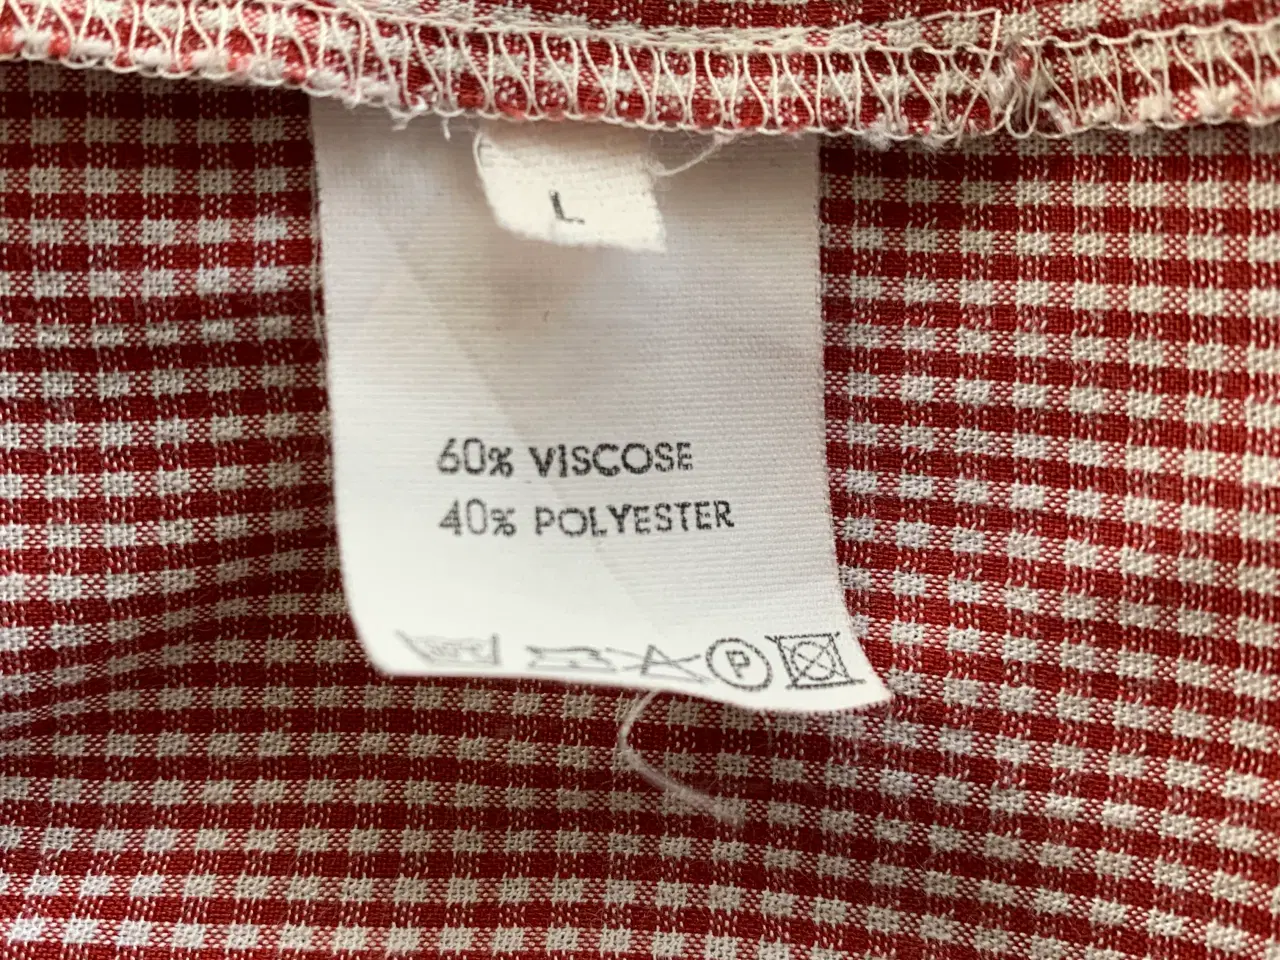 L
60% VISCOSE
40% POLYESTER
P